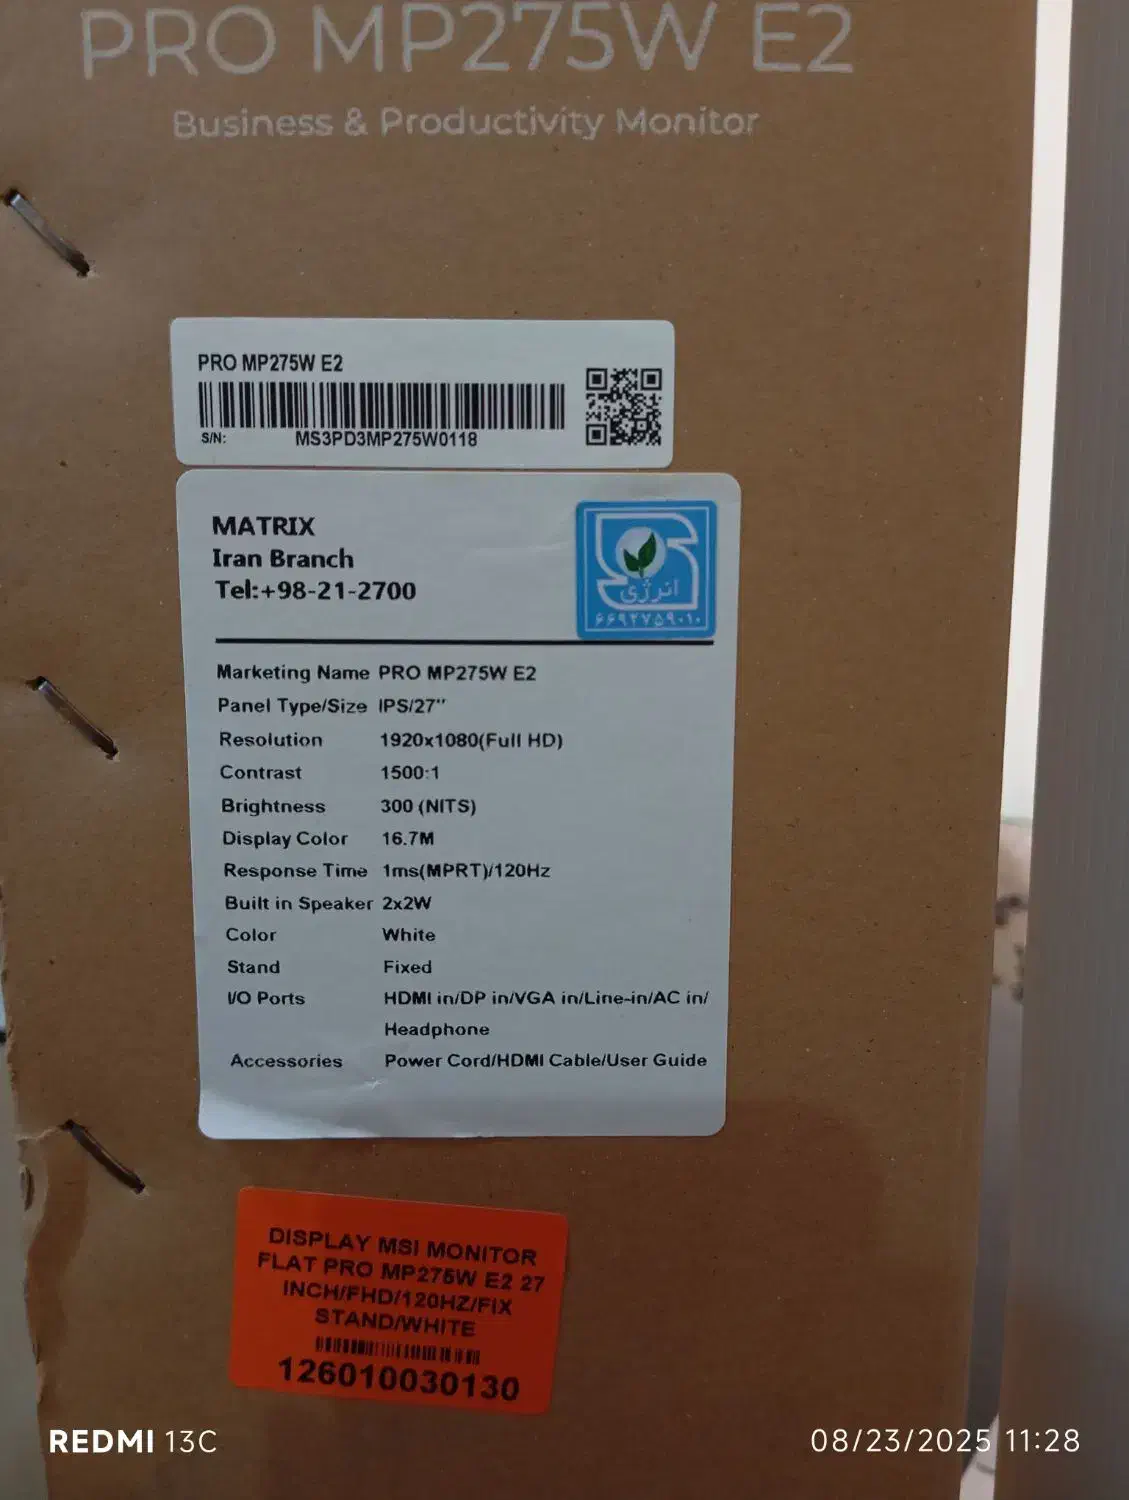 PRO MP275W E2
Business & Productivity Monitor
PRO MP275W E2
S/N: MS3PD3MP275W0118
MATRIX
Iran Branch
Tel:+98-21-2700
انرژی
۶۶۹۲۷۵۹۰۱۰
Marketing Name PRO MP275W E2
Panel Type/Size IPS/27"
Resolution 1920x1080(Full HD)
Contrast 1500:1
Brightness 300 (NITS)
Display Color 16.7M
Response Time 1ms(MPRT)/120Hz
Built in Speaker 2x2W
Color White
Stand Fixed
I/O Ports HDMI in/DP in/VGA in/Line-in/AC in/
Headphone
Accessories Power Cord/HDMI Cable/User Guide
DISPLAY MSI MONITOR
FLAT PRO MP275W E2 27
INCH/FHD/120HZ/FIX
STAND/WHITE
126010030130
REDMI 13C
08/23/2025 11:28